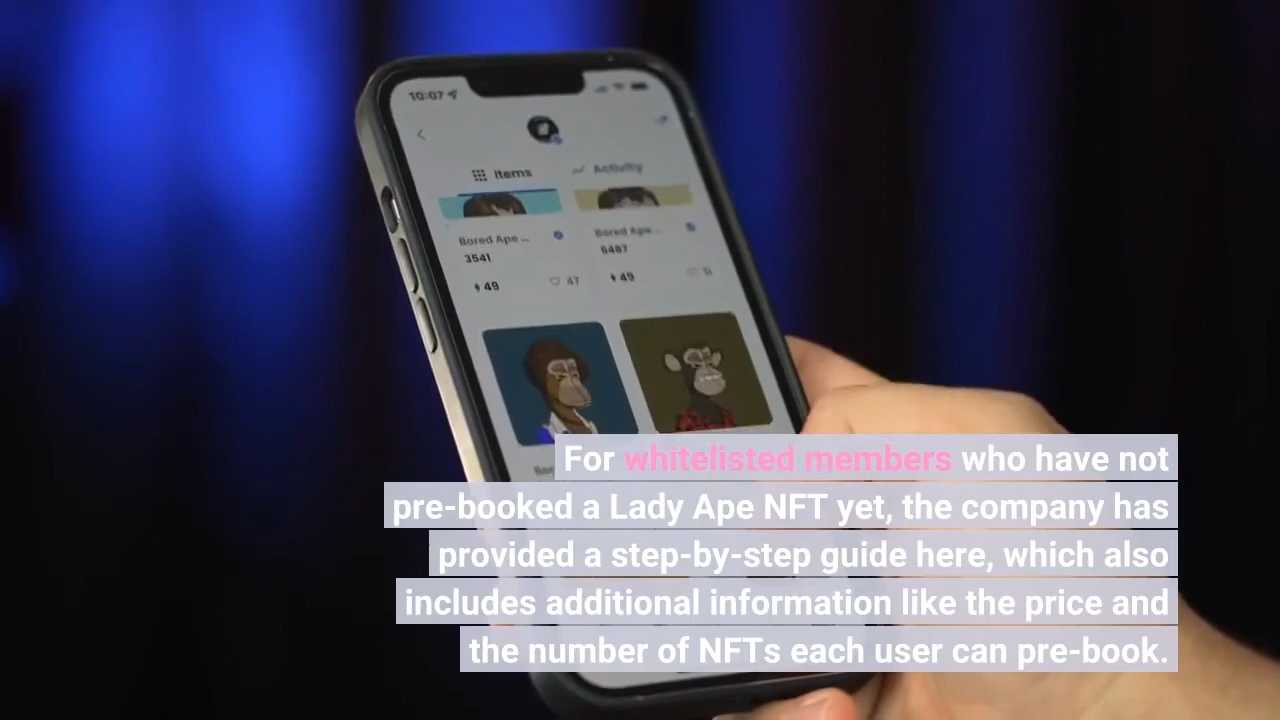 10:07
Items
Activity
Bored Ape ...
Bored Ape...
3541
6487
49
47
49
For whitelisted members who have not
pre-booked a Lady Ape NFT yet, the company has
provided a step-by-step guide here, which also
includes additional information like the price and
the number of NFTs each user can pre-book.